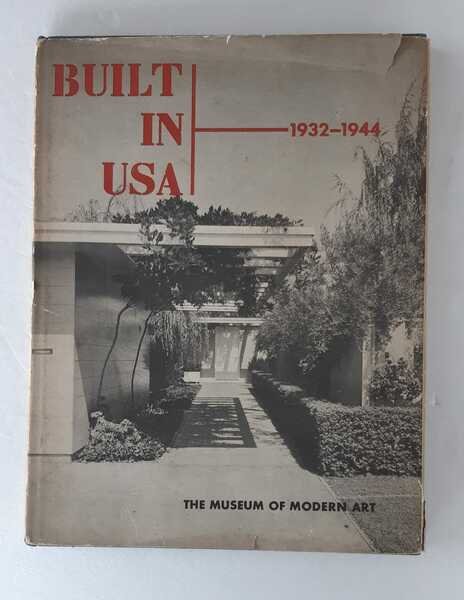 BUILT
IN
USA
1932–1944
THE MUSEUM OF MODERN ART